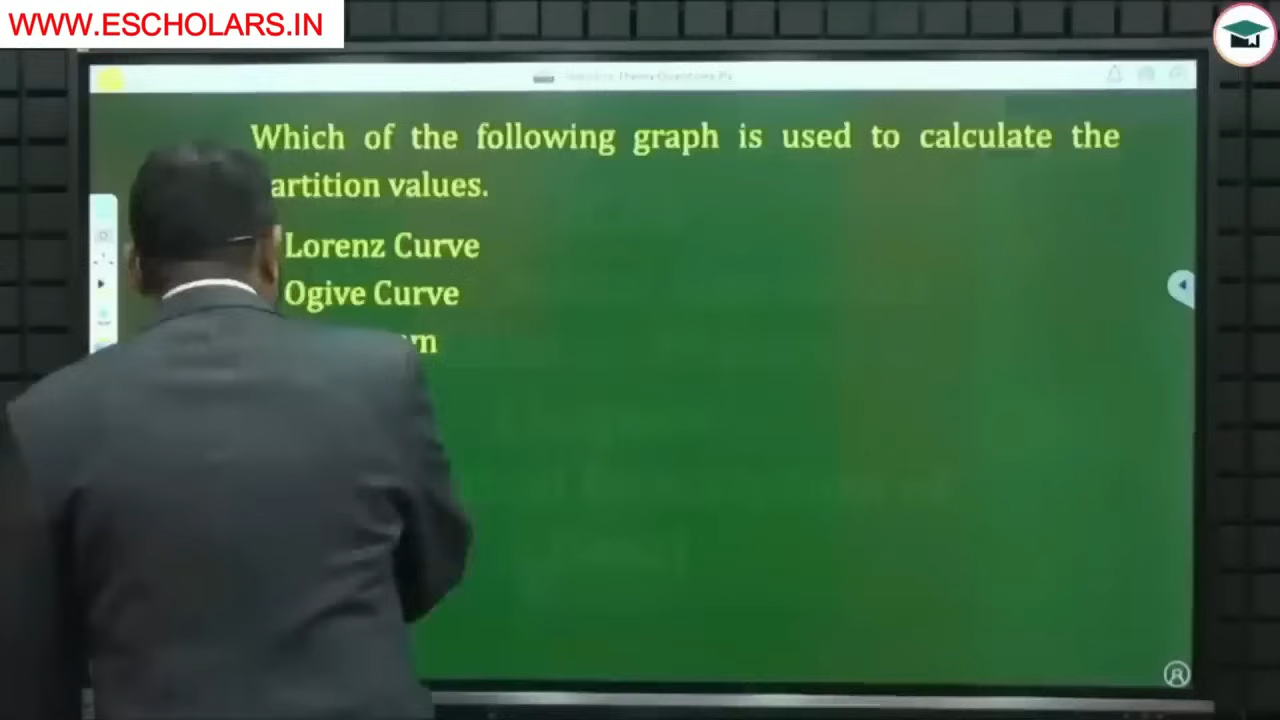 WWW.ESCHOLARS.IN
Which of the following graph is used to calculate the
artition values.
Lorenz Curve
Ogive Curve
m